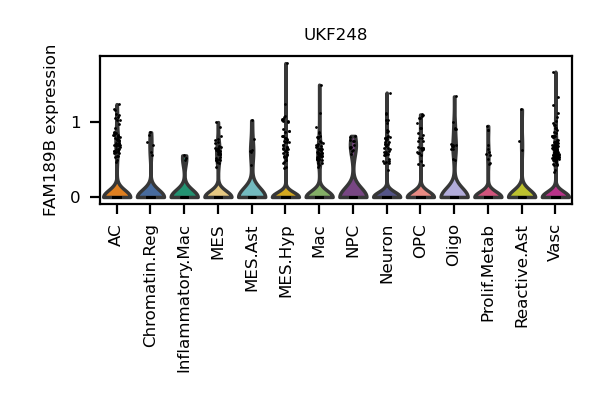 UKF248
FAM189B expression
1
0
AC
Chromatin.Reg
Inflammatory.Mac
MES
MES.Ast
MES.Hyp
Mac
NPC
Neuron
OPC
Oligo
Prolif.Metab
Reactive.Ast
Vasc